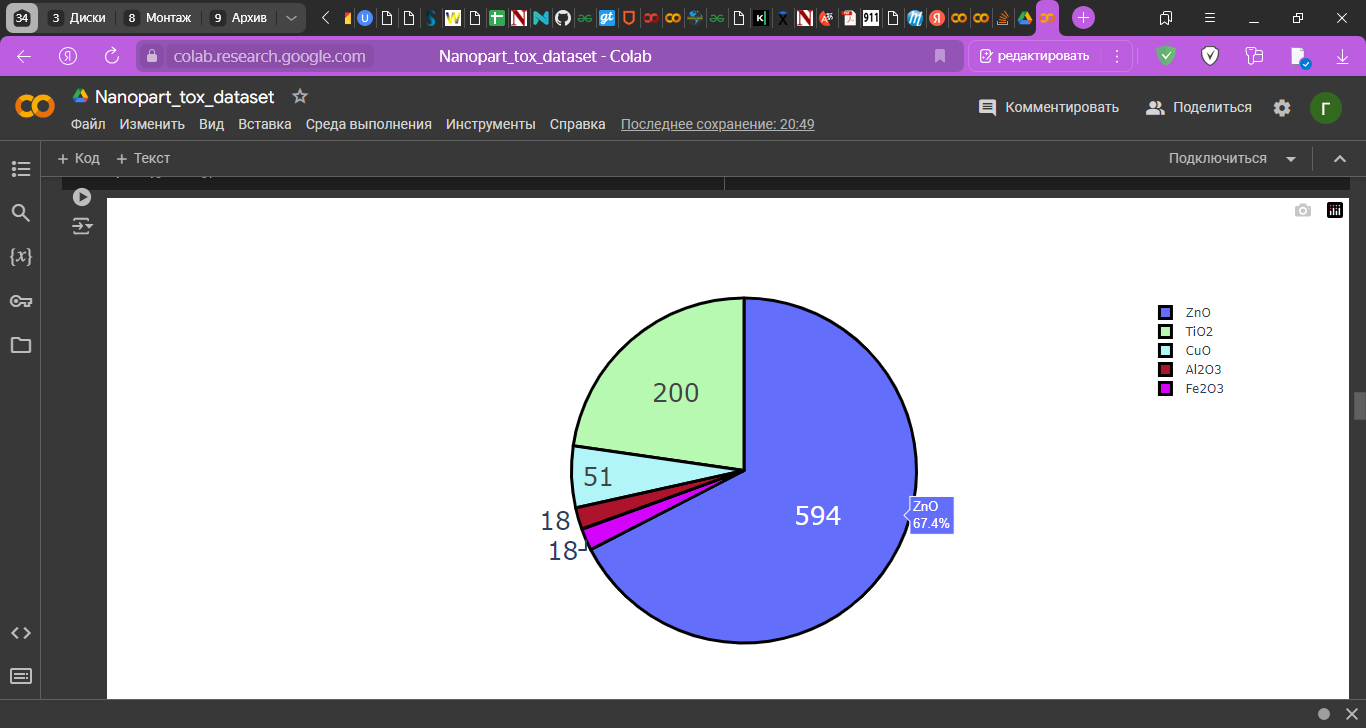 34 3 Диски 8 Монтаж 9 Архив
colab.research.google.com Nanopart_tox_dataset - Colab редактировать
Nanopart_tox_dataset
Комментировать Поделиться Г
Файл Изменить Вид Вставка Среда выполнения Инструменты Справка Последнее сохранение: 20:49
+ Код + Текст Подключиться
ZnO
TiO2
CuO
Al2O3
Fe2O3
200
51
18
18
594
ZnO
67.4%